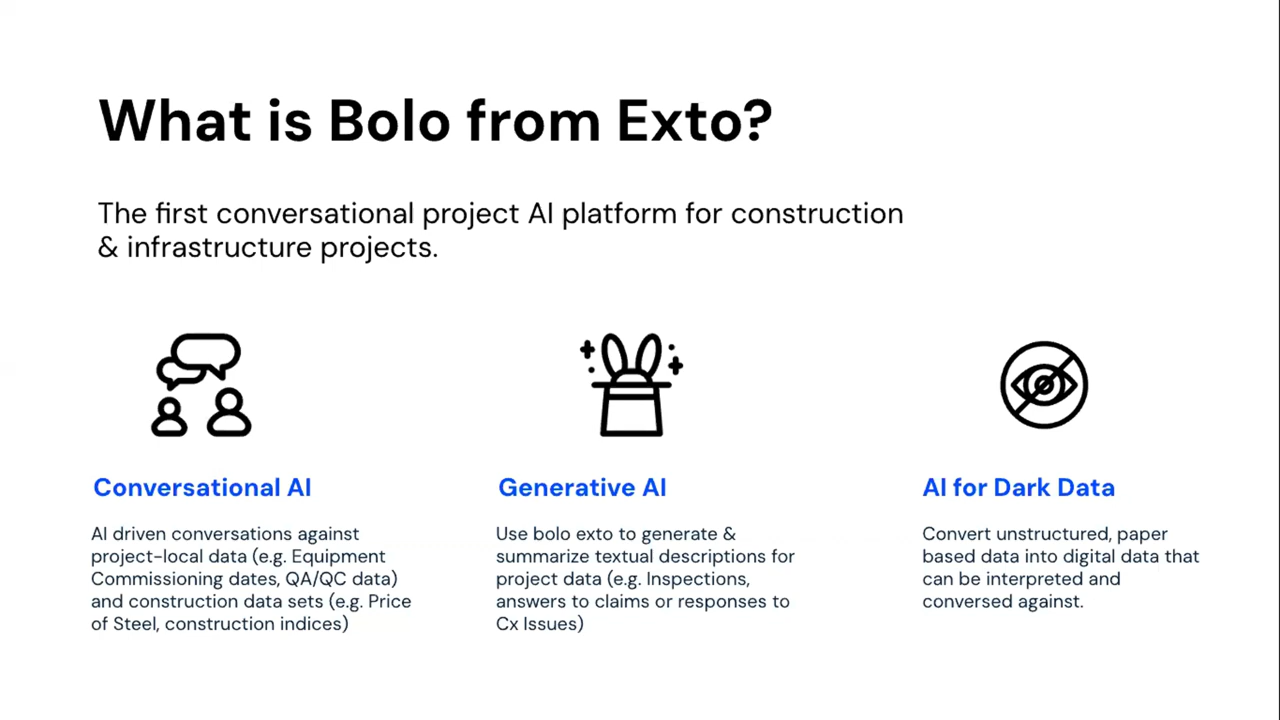 What is Bolo from Exto?
The first conversational project AI platform for construction
& infrastructure projects.
Conversational AI
AI driven conversations against
project-local data (e.g. Equipment
Commissioning dates, QA/QC data)
and construction data sets (e.g. Price
of Steel, construction indices)
Generative AI
Use bolo exto to generate &
summarize textual descriptions for
project data (e.g. Inspections,
answers to claims or responses to
Cx Issues)
AI for Dark Data
Convert unstructured, paper
based data into digital data that
can be interpreted and
conversed against.